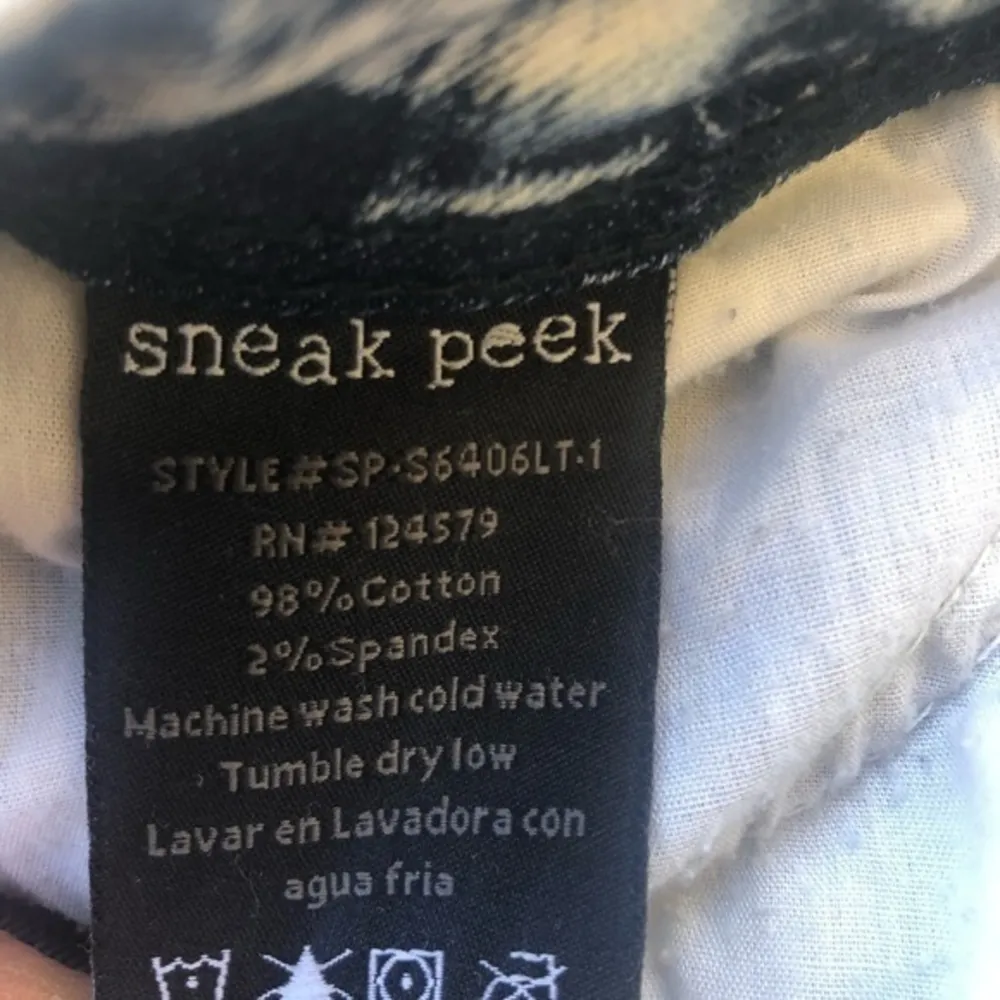 sneak peek
STYLE#SP-S6406LT-1
RN# 124579
98%Cotton
2%Spandex
Machine wash cold water
Tumble dry low
Lavar en Lavadora con
agua fria